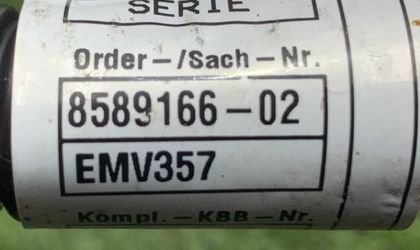 SERIE
Order-/Sach-Nr.
8589166-02
EMV357
Kompl.-KBB-Nr.